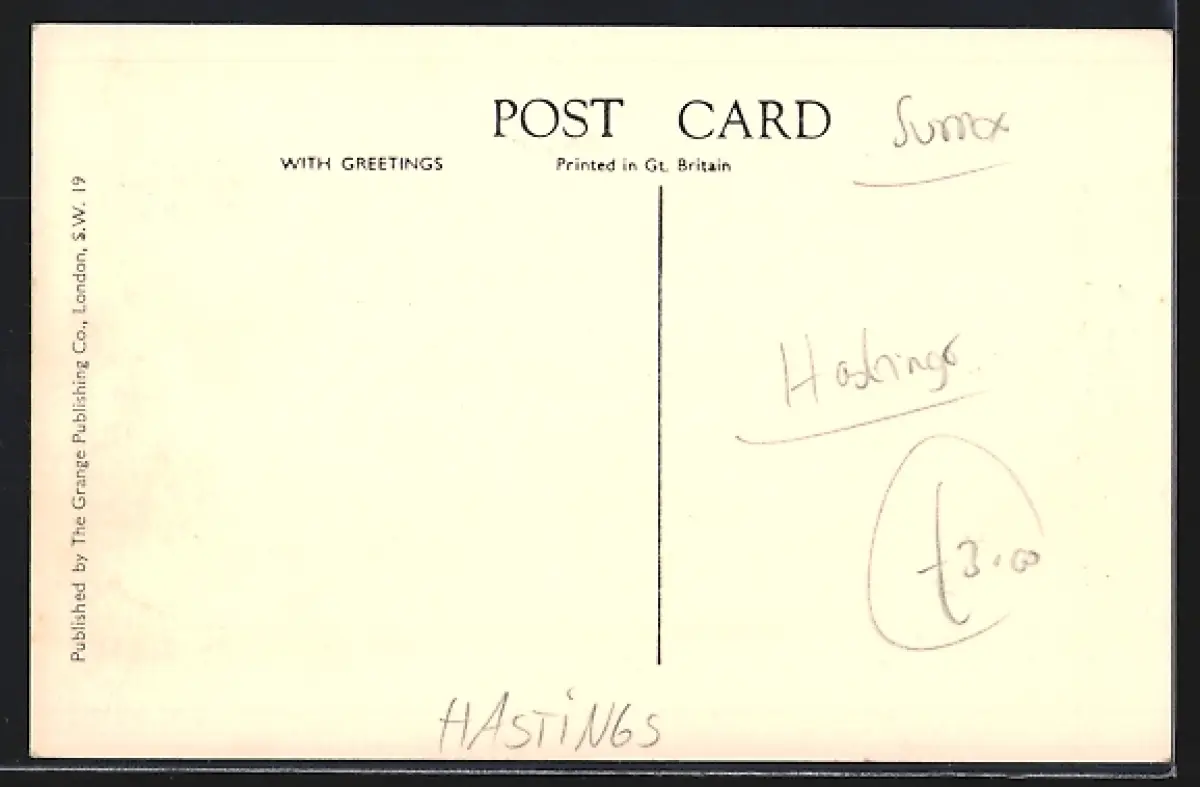 POST CARD
WITH GREETINGS
Printed in Gt. Britain
Published by The Grange Publishing Co., London, S.W. 19
Sussex
Hastings
£3.00
HASTINGS